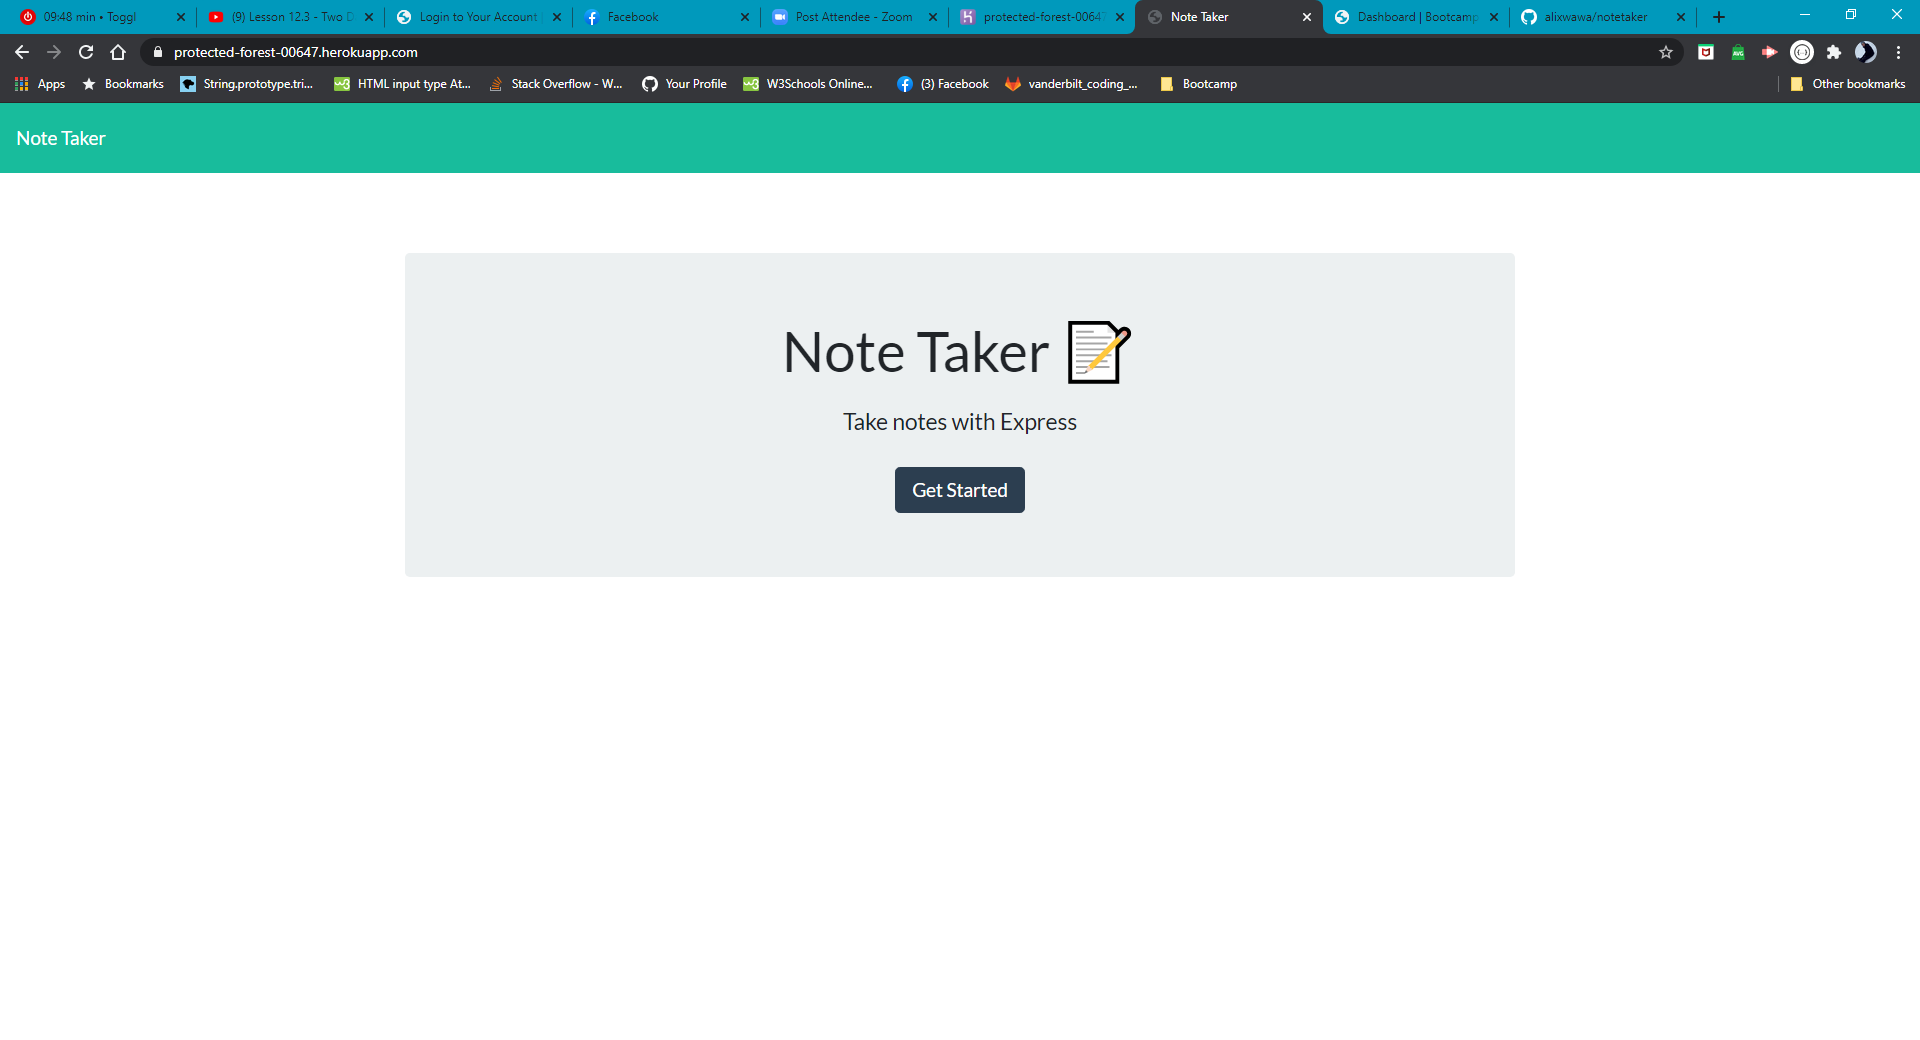 09:48 min • Toggl
(9) Lesson 12.3 - Two D
Login to Your Account
Facebook
Post Attendee - Zoom
protected-forest-00647
Note Taker
Dashboard | Bootcamp
alixwawa/notetaker
protected-forest-00647.herokuapp.com
Apps
Bookmarks
String.prototype.tri...
HTML input type At...
Stack Overflow - W...
Your Profile
W3Schools Online...
(3) Facebook
vanderbilt_coding_...
Bootcamp
Other bookmarks
Note Taker
Note Taker
Take notes with Express
Get Started